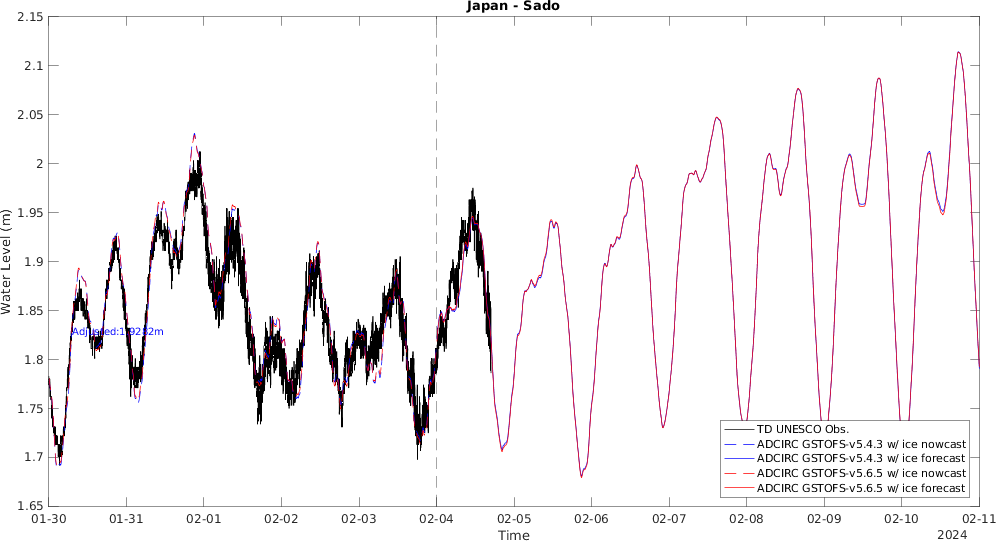 Japan - Sado
2.15
2.1
2.05
2
1.95
1.9
1.85
1.8
1.75
1.7
1.65
Water Level (m)
Adjusted:1.9282m
TD UNESCO Obs.
ADCIRC GSTOFS-v5.4.3 w/ ice nowcast
ADCIRC GSTOFS-v5.4.3 w/ ice forecast
ADCIRC GSTOFS-v5.6.5 w/ ice nowcast
ADCIRC GSTOFS-v5.6.5 w/ ice forecast
01-30 01-31 02-01 02-02 02-03 02-04 02-05 02-06 02-07 02-08 02-09 02-10 02-11
Time
2024